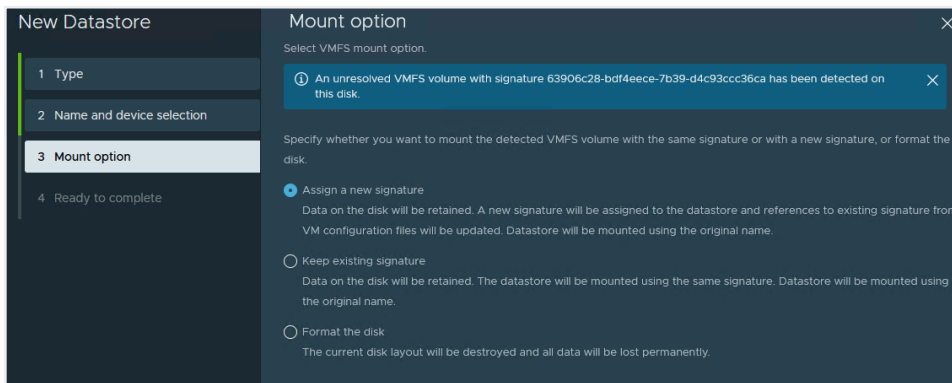 New Datastore
1 Type
2 Name and device selection
3 Mount option
4 Ready to complete
Mount option
Select VMFS mount option.
An unresolved VMFS volume with signature 63906c28-bdf4eece-7b39-d4c93ccc36ca has been detected on
this disk.
Specify whether you want to mount the detected VMFS volume with the same signature or with a new signature, or format the
disk.
Assign a new signature
Data on the disk will be retained. A new signature will be assigned to the datastore and references to existing signature from
VM configuration files will be updated. Datastore will be mounted using the original name.
Keep existing signature
Data on the disk will be retained. The datastore will be mounted using the same signature. Datastore will be mounted using
the original name.
Format the disk
The current disk layout will be destroyed and all data will be lost permanently.